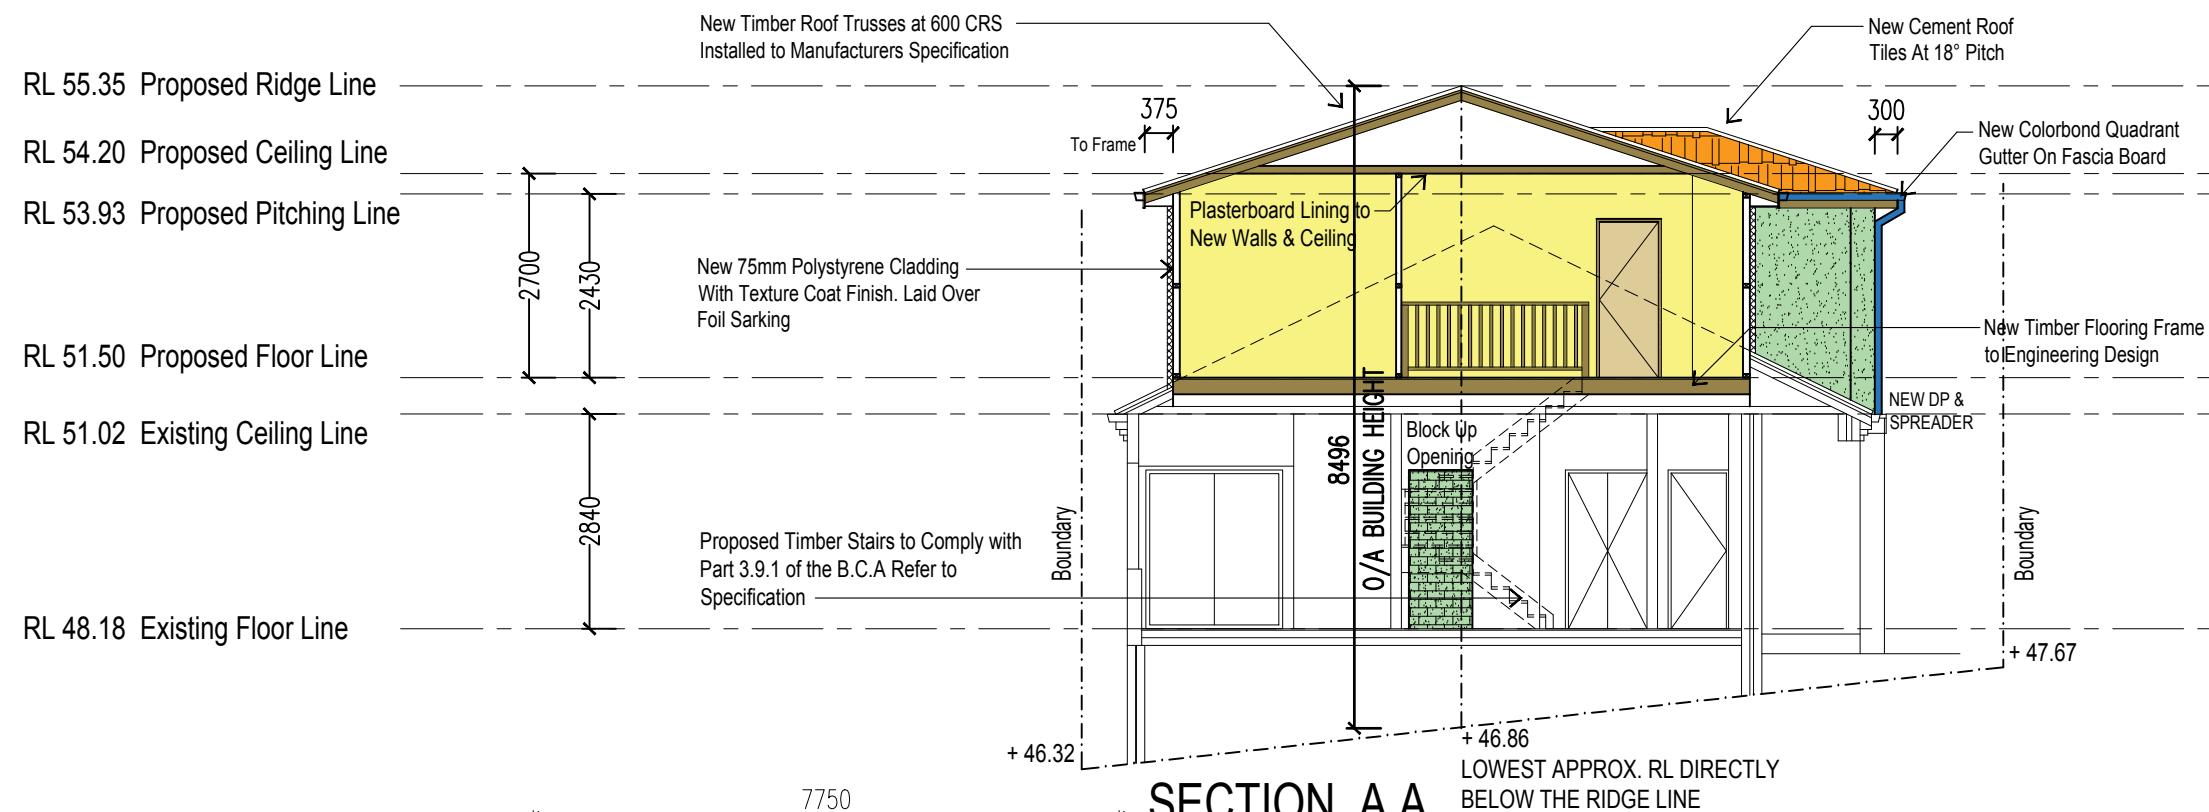 New Timber Roof Trusses at 600 CRS
Installed to Manufacturers Specification
New Cement Roof
Tiles At 18° Pitch
RL 55.35 Proposed Ridge Line
375
To Frame
300
New Colorbond Quadrant
Gutter On Fascia Board
RL 54.20 Proposed Ceiling Line
RL 53.93 Proposed Pitching Line
Plasterboard Lining to
New Walls & Ceiling
2700
2430
New 75mm Polystyrene Cladding
With Texture Coat Finish. Laid Over
Foil Sarking
New Timber Flooring Frame
to Engineering Design
RL 51.50 Proposed Floor Line
NEW DP &
SPREADER
RL 51.02 Existing Ceiling Line
Block Up
Opening
8496
O/A BUILDING HEIGHT
2840
Boundary
Boundary
Proposed Timber Stairs to Comply with
Part 3.9.1 of the B.C.A Refer to
Specification
RL 48.18 Existing Floor Line
+ 47.67
+ 46.32
+ 46.86
LOWEST APPROX. RL DIRECTLY
BELOW THE RIDGE LINE
7750
SECTION A A